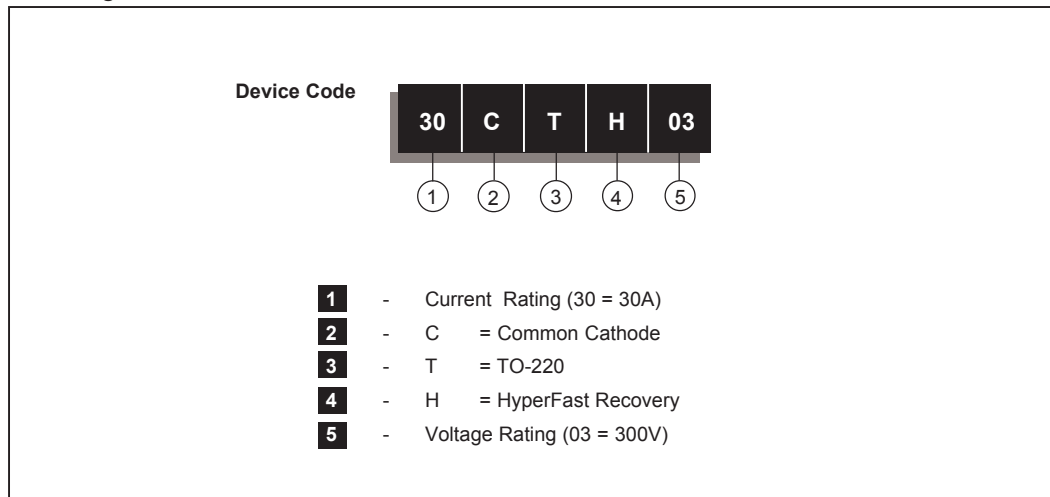 Device Code
30 C T H 03
1 2 3 4 5
1 - Current Rating (30 = 30A)
2 - C = Common Cathode
3 - T = TO-220
4 - H = HyperFast Recovery
5 - Voltage Rating (03 = 300V)